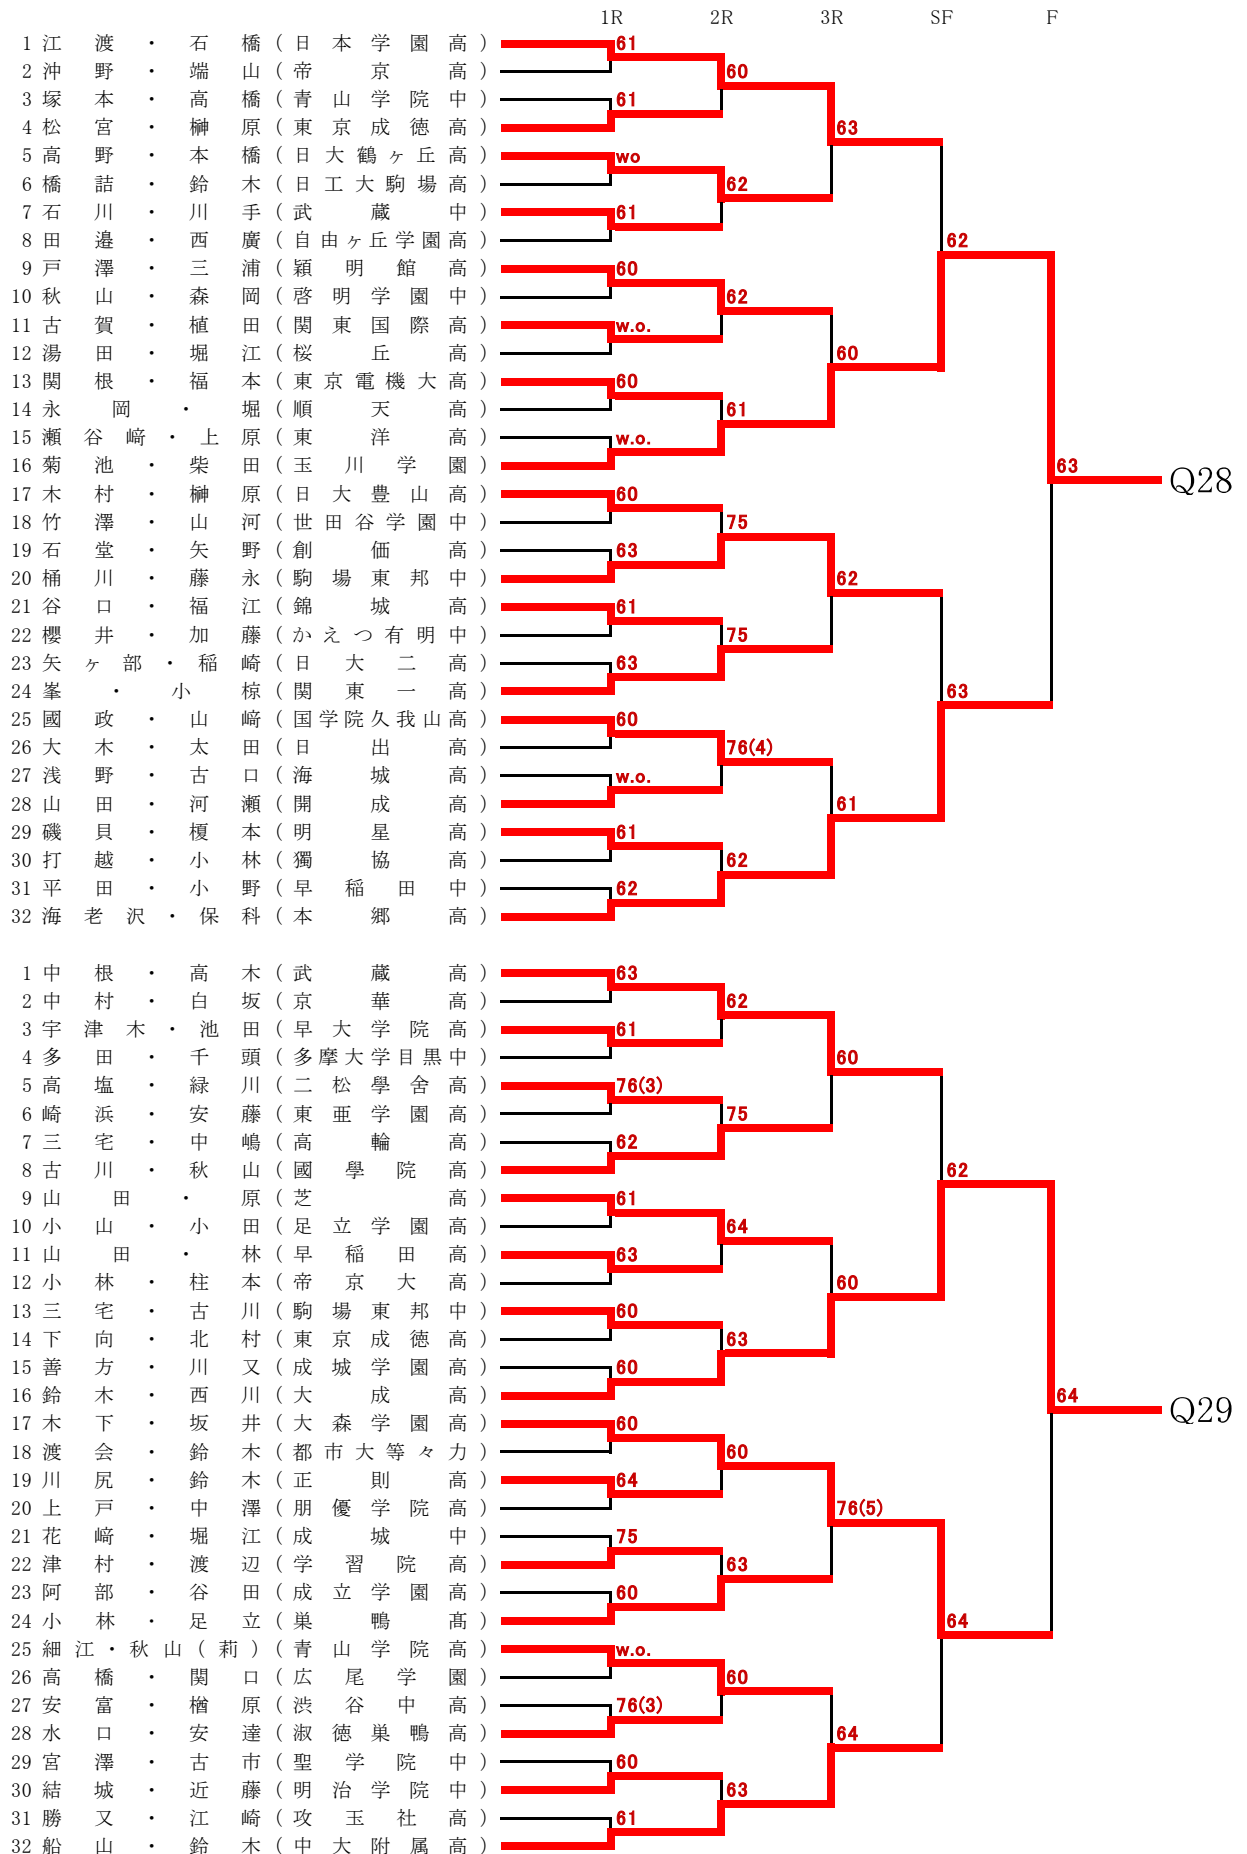 1R 2R 3R SF F
1 江渡・石橋(日本学園高) 61
2 沖野・端山(帝京高) 60
3 塚本・高橋(青山学院中) 61
4 松宮・榊原(東京成徳高) 63
5 高野・本橋(日大鶴ヶ丘高) wo
6 橋詰・鈴木(日工大駒場高) 62
7 石川・川手(武蔵中) 61
8 田邉・西廣(自由ヶ丘学園高) 62
9 戸澤・三浦(穎明館高) 60
10 秋山・森岡(啓明学園中) 62
11 古賀・植田(関東国際高) w.o.
12 湯田・堀江(桜丘高) 60
13 関根・福本(東京電機大高) 60
14 永岡・堀(順天高) 61
15 瀬谷﨑・上原(東洋高) w.o.
16 菊池・柴田(玉川学園) 63 Q28
17 木村・榊原(日大豊山高) 60
18 竹澤・山河(世田谷学園中) 75
19 石堂・矢野(創価高) 63
20 桶川・藤永(駒場東邦中) 62
21 谷口・福江(錦城高) 61
22 櫻井・加藤(かえつ有明中) 75
23 矢ヶ部・稲崎(日大二高) 63
24 峯・小椋(関東一高) 63
25 國政・山﨑(国学院久我山高) 60
26 大木・太田(日出高) 76(4)
27 浅野・古口(海城高) w.o.
28 山田・河瀬(開成高) 61
29 磯貝・榎本(明星高) 61
30 打越・小林(獨協高) 62
31 平田・小野(早稲田中) 62
32 海老沢・保科(本郷高)
1 中根・高木(武蔵高) 63
2 中村・白坂(京華高) 62
3 宇津木・池田(早大学院高) 61
4 多田・千頭(多摩大学目黒中) 60
5 高塩・緑川(二松學舎高) 76(3)
6 崎浜・安藤(東亜学園高) 75
7 三宅・中嶋(高輪高) 62
8 古川・秋山(國學院高) 62
9 山田・原(芝高) 61
10 小山・小田(足立学園高) 64
11 山田・林(早稲田高) 63
12 小林・柱本(帝京大高) 60
13 三宅・古川(駒場東邦中) 60
14 下向・北村(東京成徳高) 63
15 善方・川又(成城学園高) 60
16 鈴木・西川(大成高) 64 Q29
17 木下・坂井(大森学園高) 60
18 渡会・鈴木(都市大等々力) 60
19 川尻・鈴木(正則高) 64
20 上戸・中澤(朋優学院高) 76(5)
21 花﨑・堀江(成城中) 75
22 津村・渡辺(学習院高) 63
23 阿部・谷田(成立学園高) 60
24 小林・足立(巣鴨髙) 64
25 細江・秋山(莉)(青山学院高) w.o.
26 高橋・関口(広尾学園) 60
27 安富・楢原(渋谷中高) 76(3)
28 水口・安達(淑徳巣鴨高) 64
29 宮澤・古市(聖学院中) 60
30 結城・近藤(明治学院中) 63
31 勝又・江崎(攻玉社高) 61
32 船山・鈴木(中大附属高)